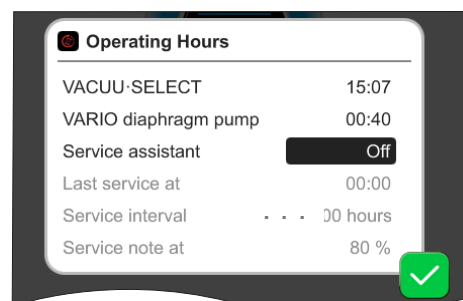 Operating Hours
VACUU·SELECT 15:07
VARIO diaphragm pump 00:40
Service assistant Off
Last service at 00:00
Service interval hours
Service note at 80 %